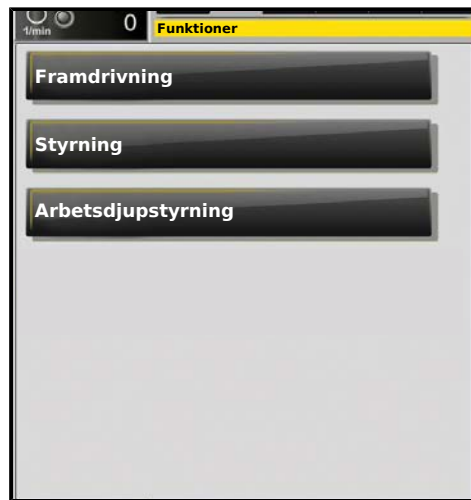 1/min
0
Funktioner
Framdrivning
Styrning
Arbetsdjupstyrning